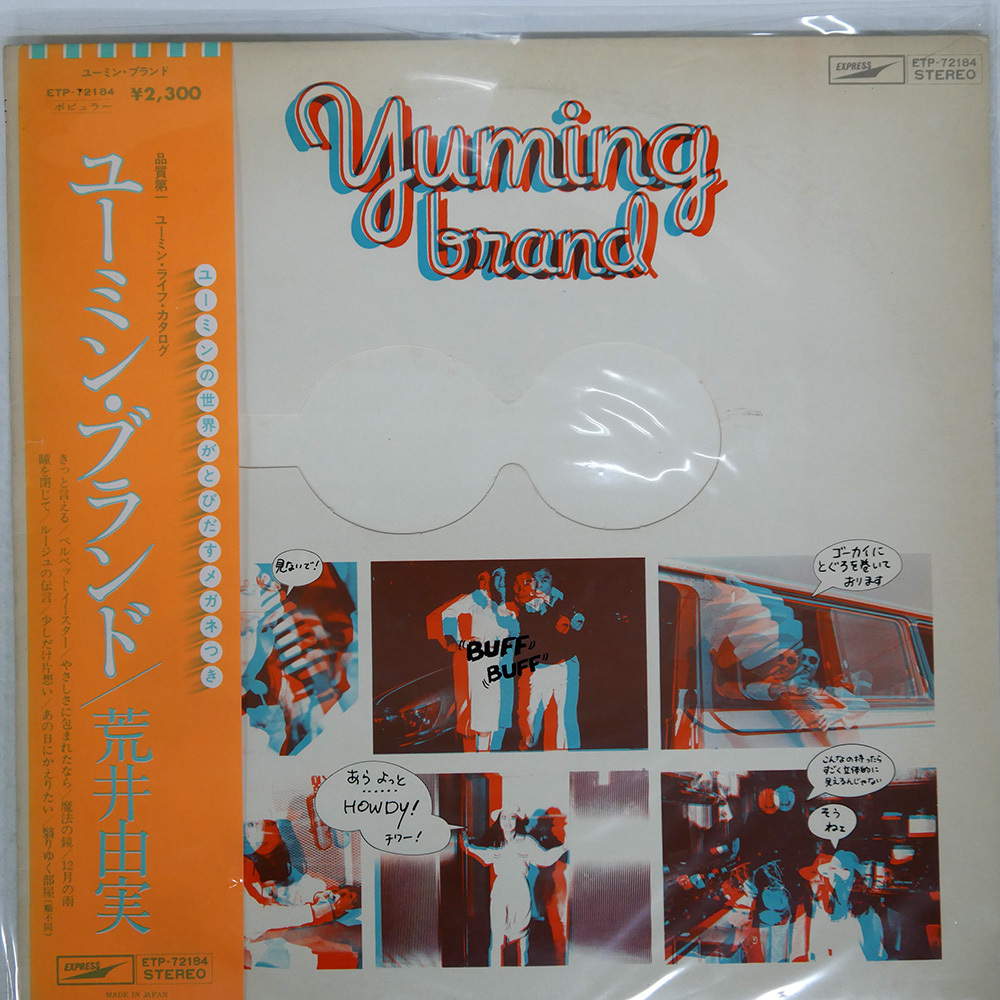 ユーミン・ブランド
ETP-72184 ¥2,300
ポピュラー
品質第一 ユーミン・ライフ・カタログ
ユーミン・ブランド/荒井由実
ユーミンの世界がとびだすメガネつき
きっと言える/ベルベット・イースター/やさしさに包まれたなら/魔法の鏡/12月の雨
瞳を閉じて/ルージュの伝言/少しだけ片想い/あの日にかえりたい/翳りゆく部屋(順不同)
EXPRESS
ETP-72184
STEREO
MADE IN JAPAN
EXPRESS
ETP-72184
STEREO
Yuming
brand
見ないで!
"BUFF"
"BUFF"
ゴーカイに
とぐろを巻いて
おります
あら よっと
……
HOWDY!
チワー!
こんなの持ったら
すごく立体的に
見えるんじゃない
そう
ねェ